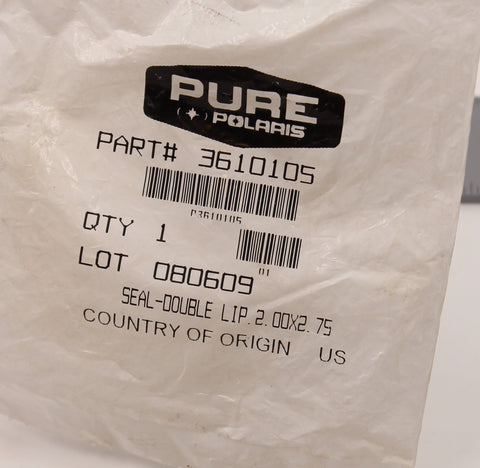 PURE
POLARIS
PART# 3610105
P3610105
QTY 1
01
LOT 080609
SEAL-DOUBLE LIP.2.00X2.75
COUNTRY OF ORIGIN US